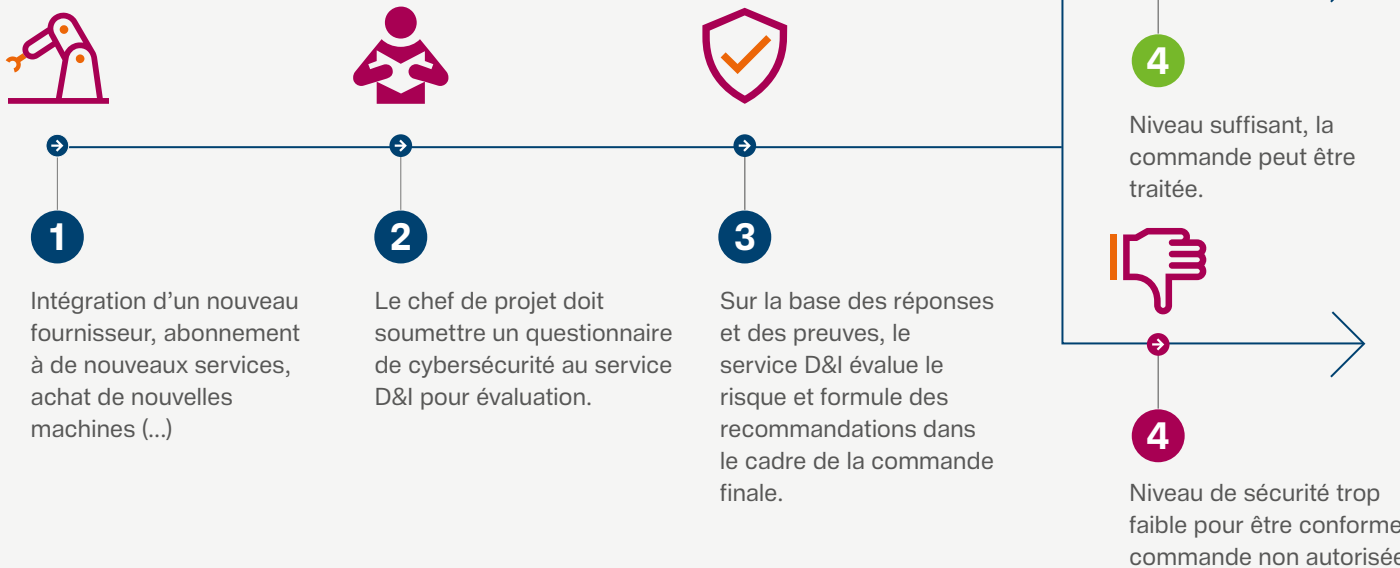 1
Intégration d’un nouveau
fournisseur, abonnement
à de nouveaux services,
achat de nouvelles
machines (...)
2
Le chef de projet doit
soumettre un questionnaire
de cybersécurité au service
D&I pour évaluation.
3
Sur la base des réponses
et des preuves, le
service D&I évalue le
risque et formule des
recommandations dans
le cadre de la commande
finale.
4
Niveau suffisant, la
commande peut être
traitée.
4
Niveau de sécurité trop
faible pour être conforme
commande non autorisée